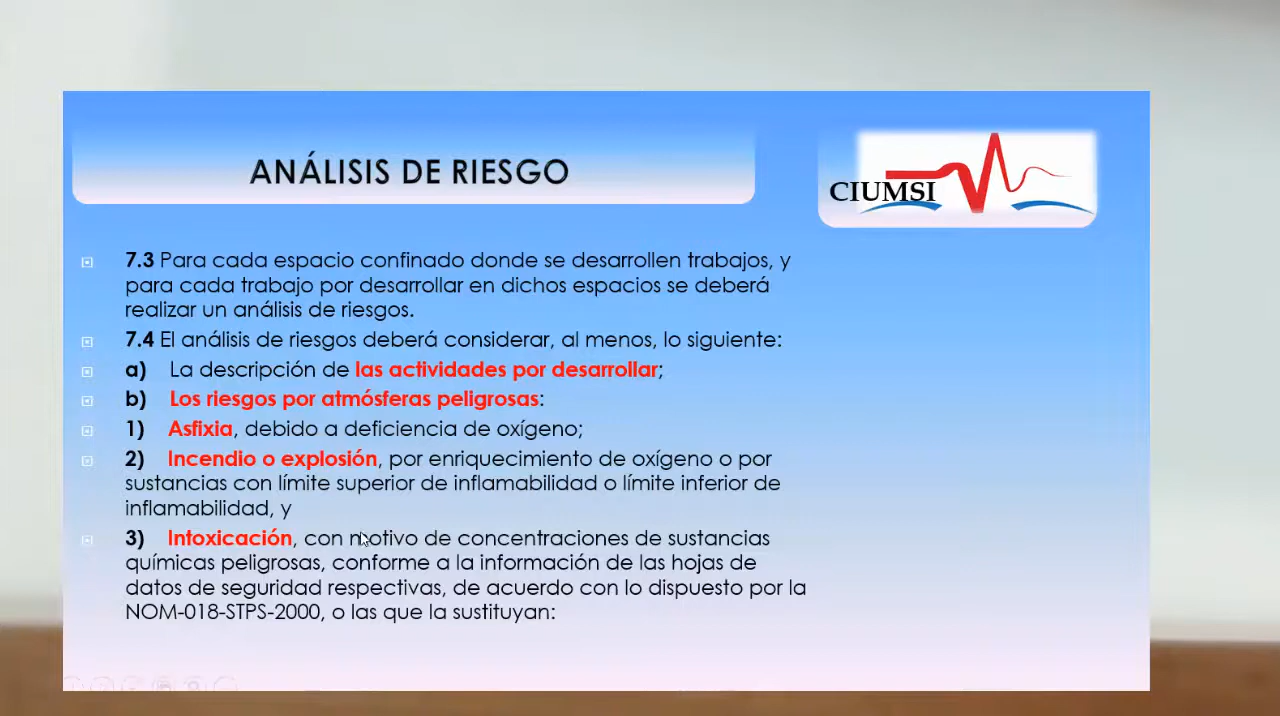 ANÁLISIS DE RIESGO
CIUMSI
7.3 Para cada espacio confinado donde se desarrollen trabajos, y
para cada trabajo por desarrollar en dichos espacios se deberá
realizar un análisis de riesgos.
7.4 El análisis de riesgos deberá considerar, al menos, lo siguiente:
a) La descripción de las actividades por desarrollar;
b) Los riesgos por atmósferas peligrosas:
1) Asfixia, debido a deficiencia de oxígeno;
2) Incendio o explosión, por enriquecimiento de oxígeno o por
sustancias con límite superior de inflamabilidad o límite inferior de
inflamabilidad, y
3) Intoxicación, con motivo de concentraciones de sustancias
químicas peligrosas, conforme a la información de las hojas de
datos de seguridad respectivas, de acuerdo con lo dispuesto por la
NOM-018-STPS-2000, o las que la sustituyan: